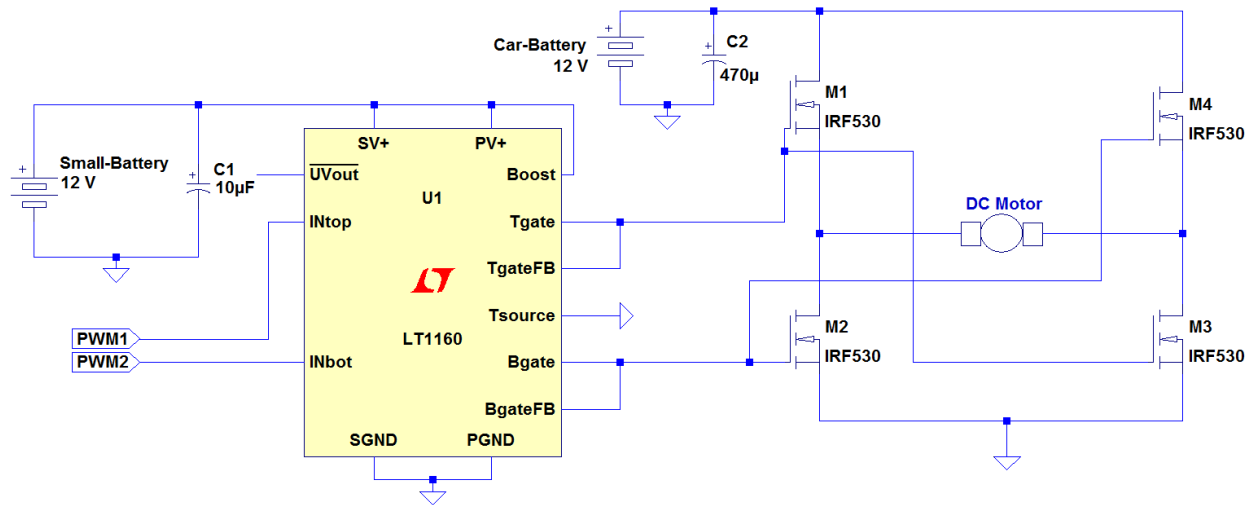 Car-Battery
12 V
C2
470µ
M1
IRF530
M4
IRF530
Small-Battery
12 V
C1
10µF
SV+
PV+
UVout
Boost
U1
INtop
Tgate
DC Motor
TgateFB
Tsource
LT1160
PWM1
PWM2
INbot
Bgate
BgateFB
SGND
PGND
M2
IRF530
M3
IRF530